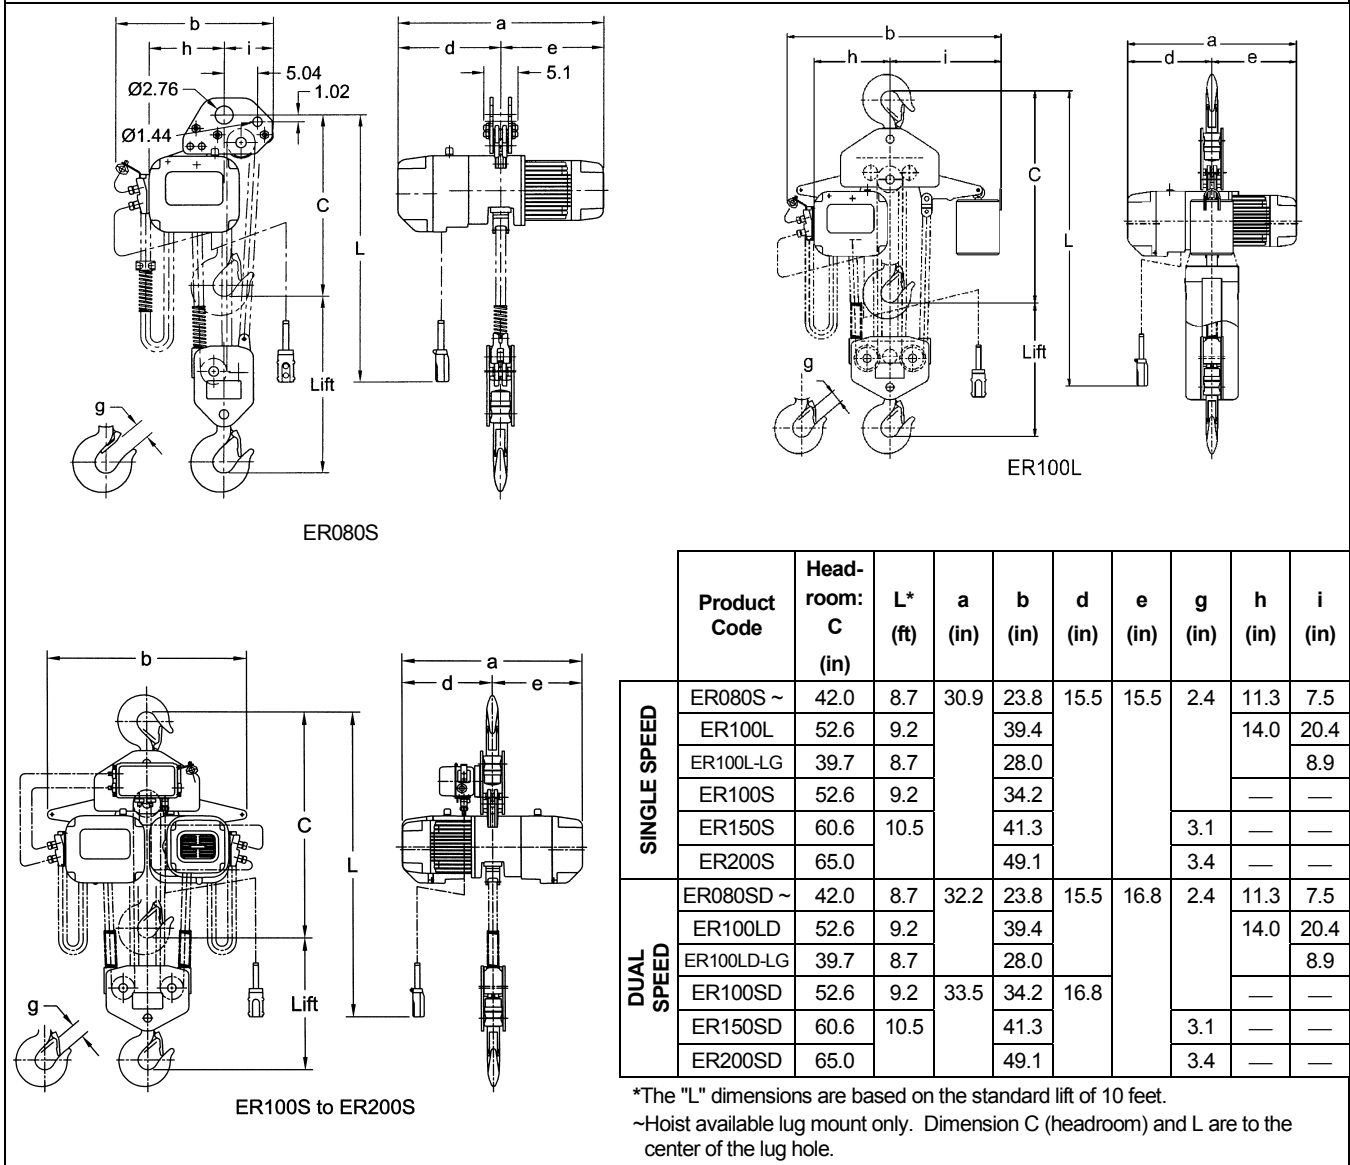 b
h
i
5.04
1.02
Ø2.76
Ø1.44
C
L
Lift
g
a
d
e
5.1
ER080S
b
h
i
C
L
Lift
g
a
d
e
ER100L
b
C
L
Lift
g
a
d
e
ER100S to ER200S
Product Code | Head-room: C (in) | L* (ft) | a (in) | b (in) | d (in) | e (in) | g (in) | h (in) | i (in)
SINGLE SPEED
ER080S ~ 42.0 8.7 30.9 23.8 15.5 15.5 2.4 11.3 7.5
ER100L 52.6 9.2 39.4 14.0 20.4
ER100L-LG 39.7 8.7 28.0 8.9
ER100S 52.6 9.2 34.2 — —
ER150S 60.6 10.5 41.3 3.1 — —
ER200S 65.0 49.1 3.4 — —
DUAL SPEED
ER080SD ~ 42.0 8.7 32.2 23.8 15.5 16.8 2.4 11.3 7.5
ER100LD 52.6 9.2 39.4 14.0 20.4
ER100LD-LG 39.7 8.7 28.0 8.9
ER100SD 52.6 9.2 33.5 34.2 16.8 — —
ER150SD 60.6 10.5 41.3 3.1 — —
ER200SD 65.0 49.1 3.4 — —
*The "L" dimensions are based on the standard lift of 10 feet.
~Hoist available lug mount only. Dimension C (headroom) and L are to the
center of the lug hole.